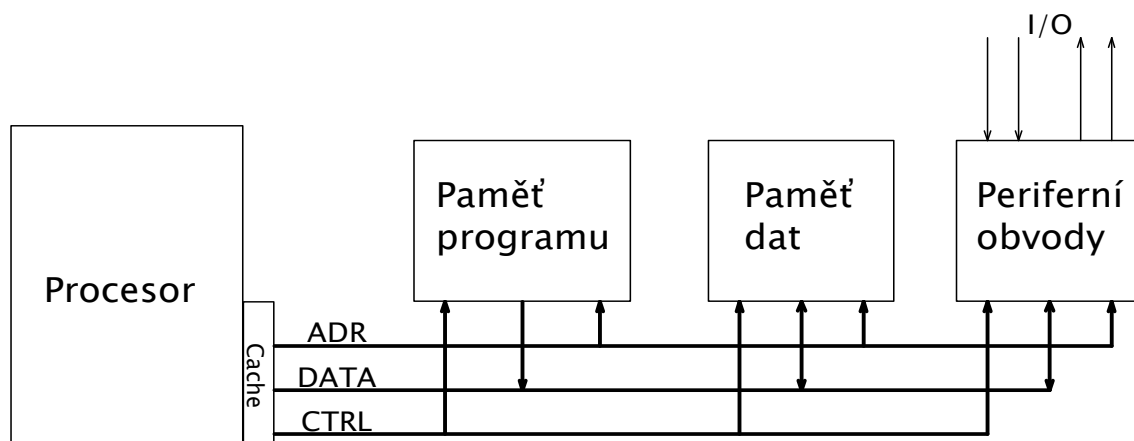 I/O
Paměť
programu
Paměť
dat
Periferní
obvody
Procesor
Cache
ADR
DATA
CTRL